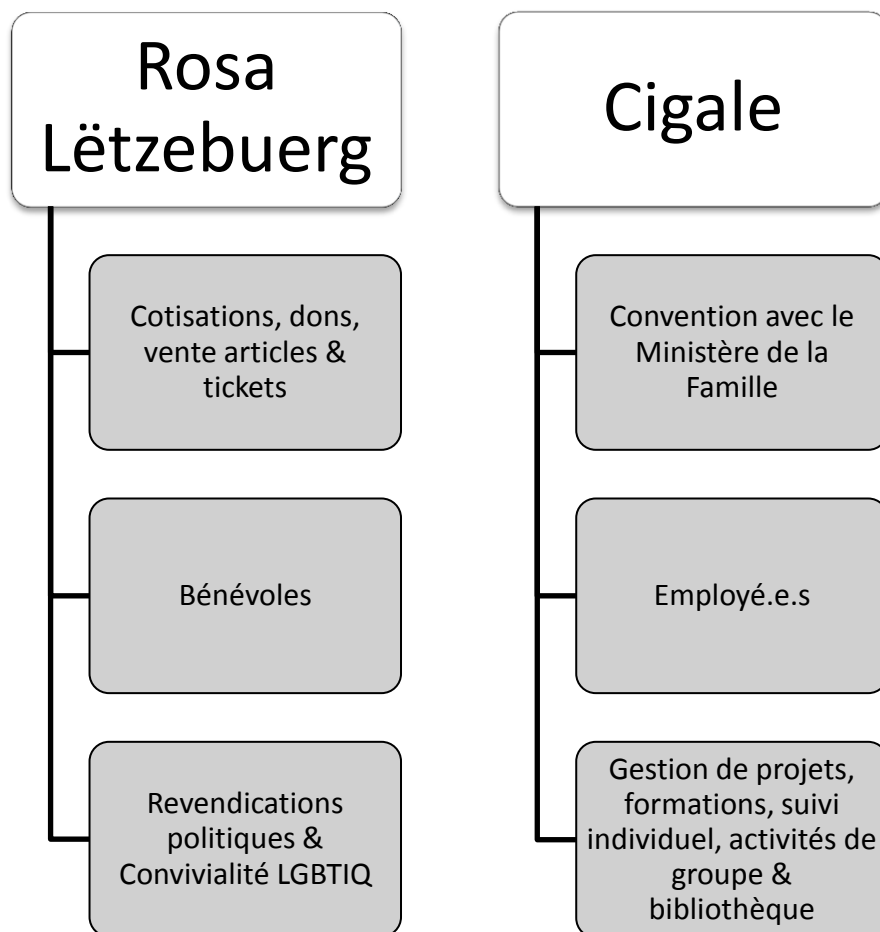 Rosa
Lëtzebuerg
Cotisations, dons,
vente articles &
tickets
Bénévoles
Revendications
politiques &
Convivialité LGBTIQ
Cigale
Convention avec le
Ministère de la
Famille
Employé.e.s
Gestion de projets,
formations, suivi
individuel, activités de
groupe &
bibliothèque